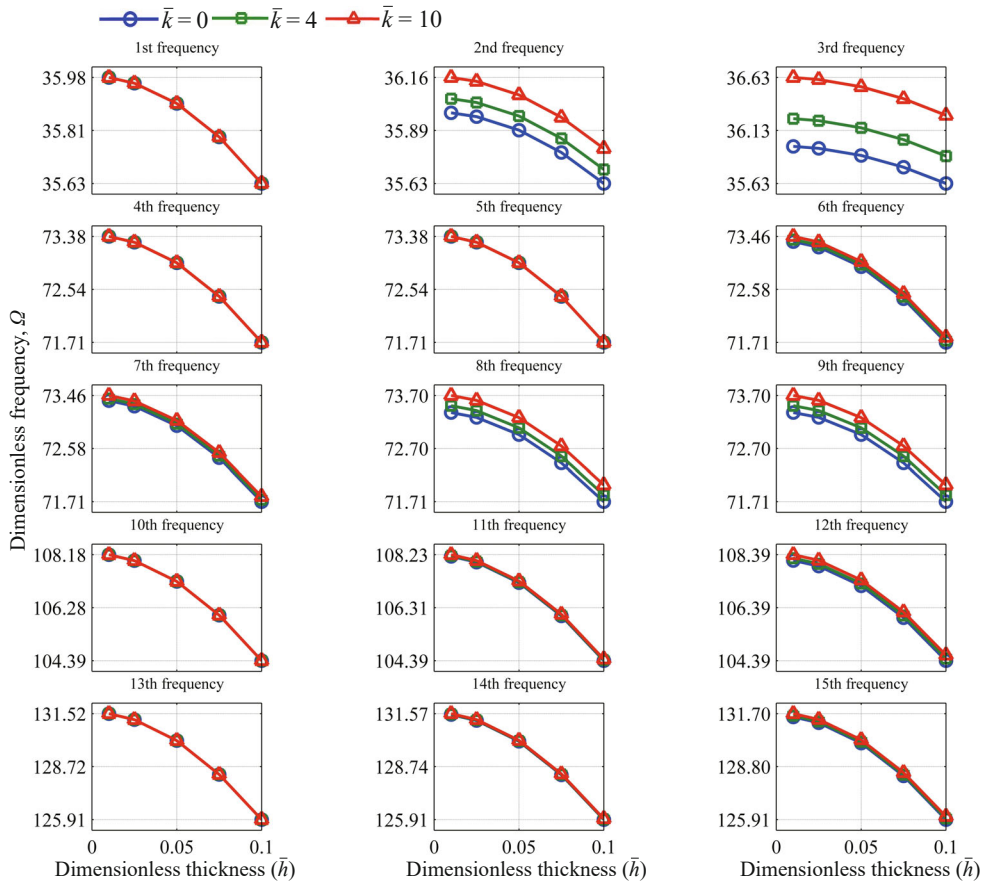 k̄ = 0 k̄ = 4 k̄ = 10
1st frequency
35.98
35.81
35.63
2nd frequency
36.16
35.89
35.63
3rd frequency
36.63
36.13
35.63
4th frequency
73.38
72.54
71.71
5th frequency
73.38
72.54
71.71
6th frequency
73.46
72.58
71.71
7th frequency
73.46
72.58
71.71
8th frequency
73.70
72.70
71.71
9th frequency
73.70
72.70
71.71
10th frequency
108.18
106.28
104.39
11th frequency
108.23
106.31
104.39
12th frequency
108.39
106.39
104.39
13th frequency
131.52
128.72
125.91
14th frequency
131.57
128.74
125.91
15th frequency
131.70
128.80
125.91
0 0.05 0.1
0 0.05 0.1
0 0.05 0.1
Dimensionless thickness (h̄)
Dimensionless thickness (h̄)
Dimensionless thickness (h̄)
Dimensionless frequency, Ω